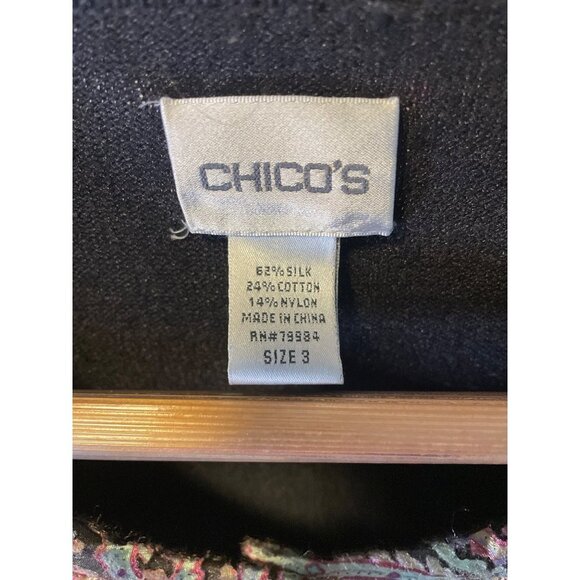 CHICO'S
62% SILK
24% COTTON
14% NYLON
MADE IN CHINA
RN#79984
SIZE 3